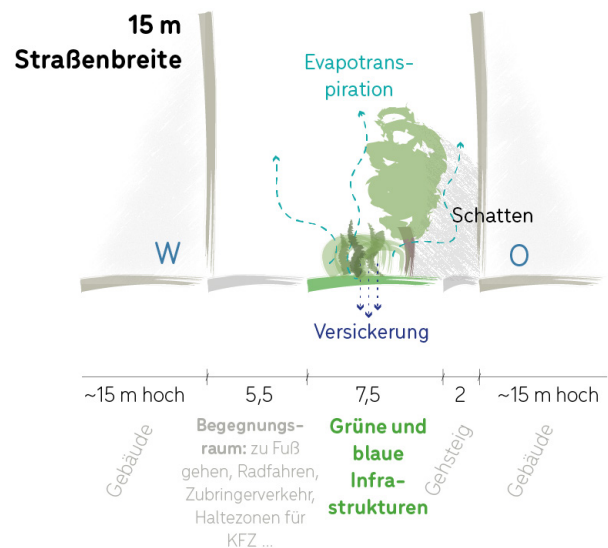 15 m
Straßenbreite
Evapotrans-
piration
Schatten
W
O
Versickerung
~15 m hoch
5,5
7,5
2
~15 m hoch
Gebäude
Begegnungs-
raum: zu Fuß
gehen, Radfahren,
Zubringerverkehr,
Haltezonen für
KFZ ...
Grüne und
blaue
Infra-
strukturen
Gehsteig
Gebäude